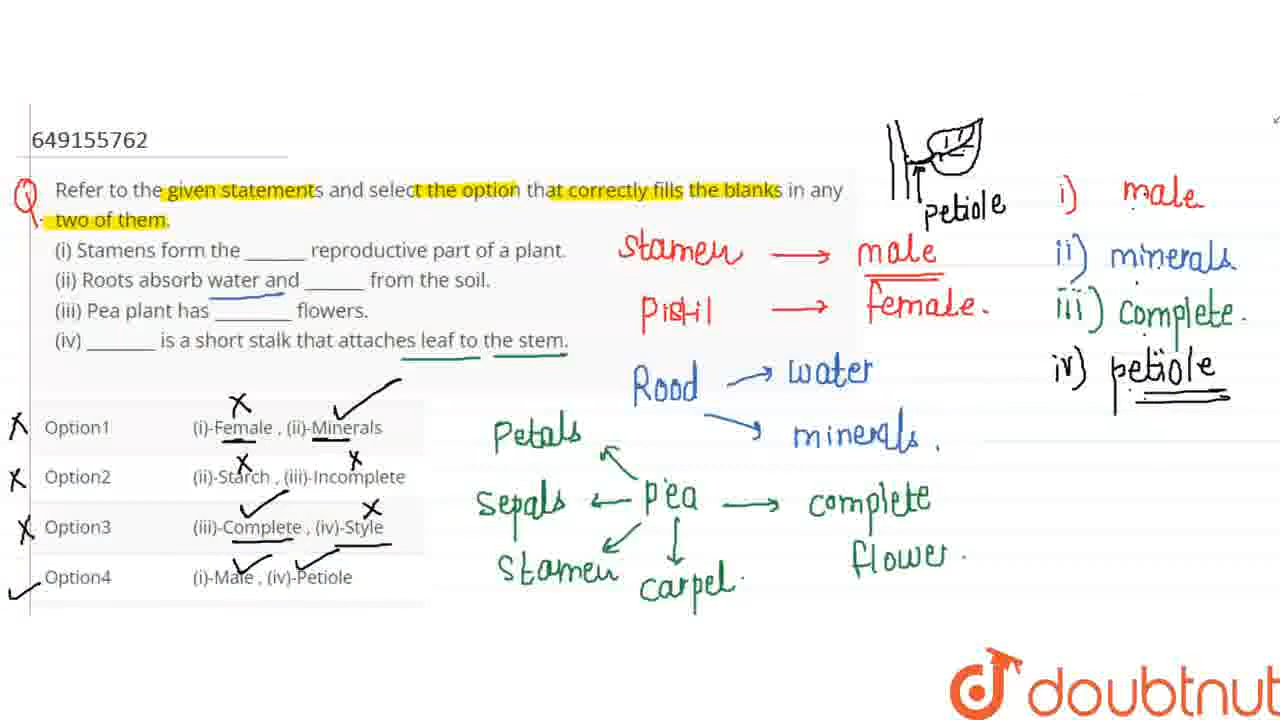 649155762
Q. Refer to the given statements and select the option that correctly fills the blanks in any
two of them.
(i) Stamens form the ______ reproductive part of a plant.
(ii) Roots absorb water and ______ from the soil.
(iii) Pea plant has ________ flowers.
(iv) _______ is a short stalk that attaches leaf to the stem.
X Option1 (i)-Female , (ii)-Minerals
X Option2 (ii)-Starch , (iii)-Incomplete
X Option3 (iii)-Complete , (iv)-Style
✓ Option4 (i)-Male , (iv)-Petiole
petiole
Stamen → male
Pistil → female.
Rood → water
minerals.
Petals
Sepals ← Pea → complete
flower.
Stamen
carpel.
i) male
ii) minerals
iii) complete.
iv) petiole
doubtnut